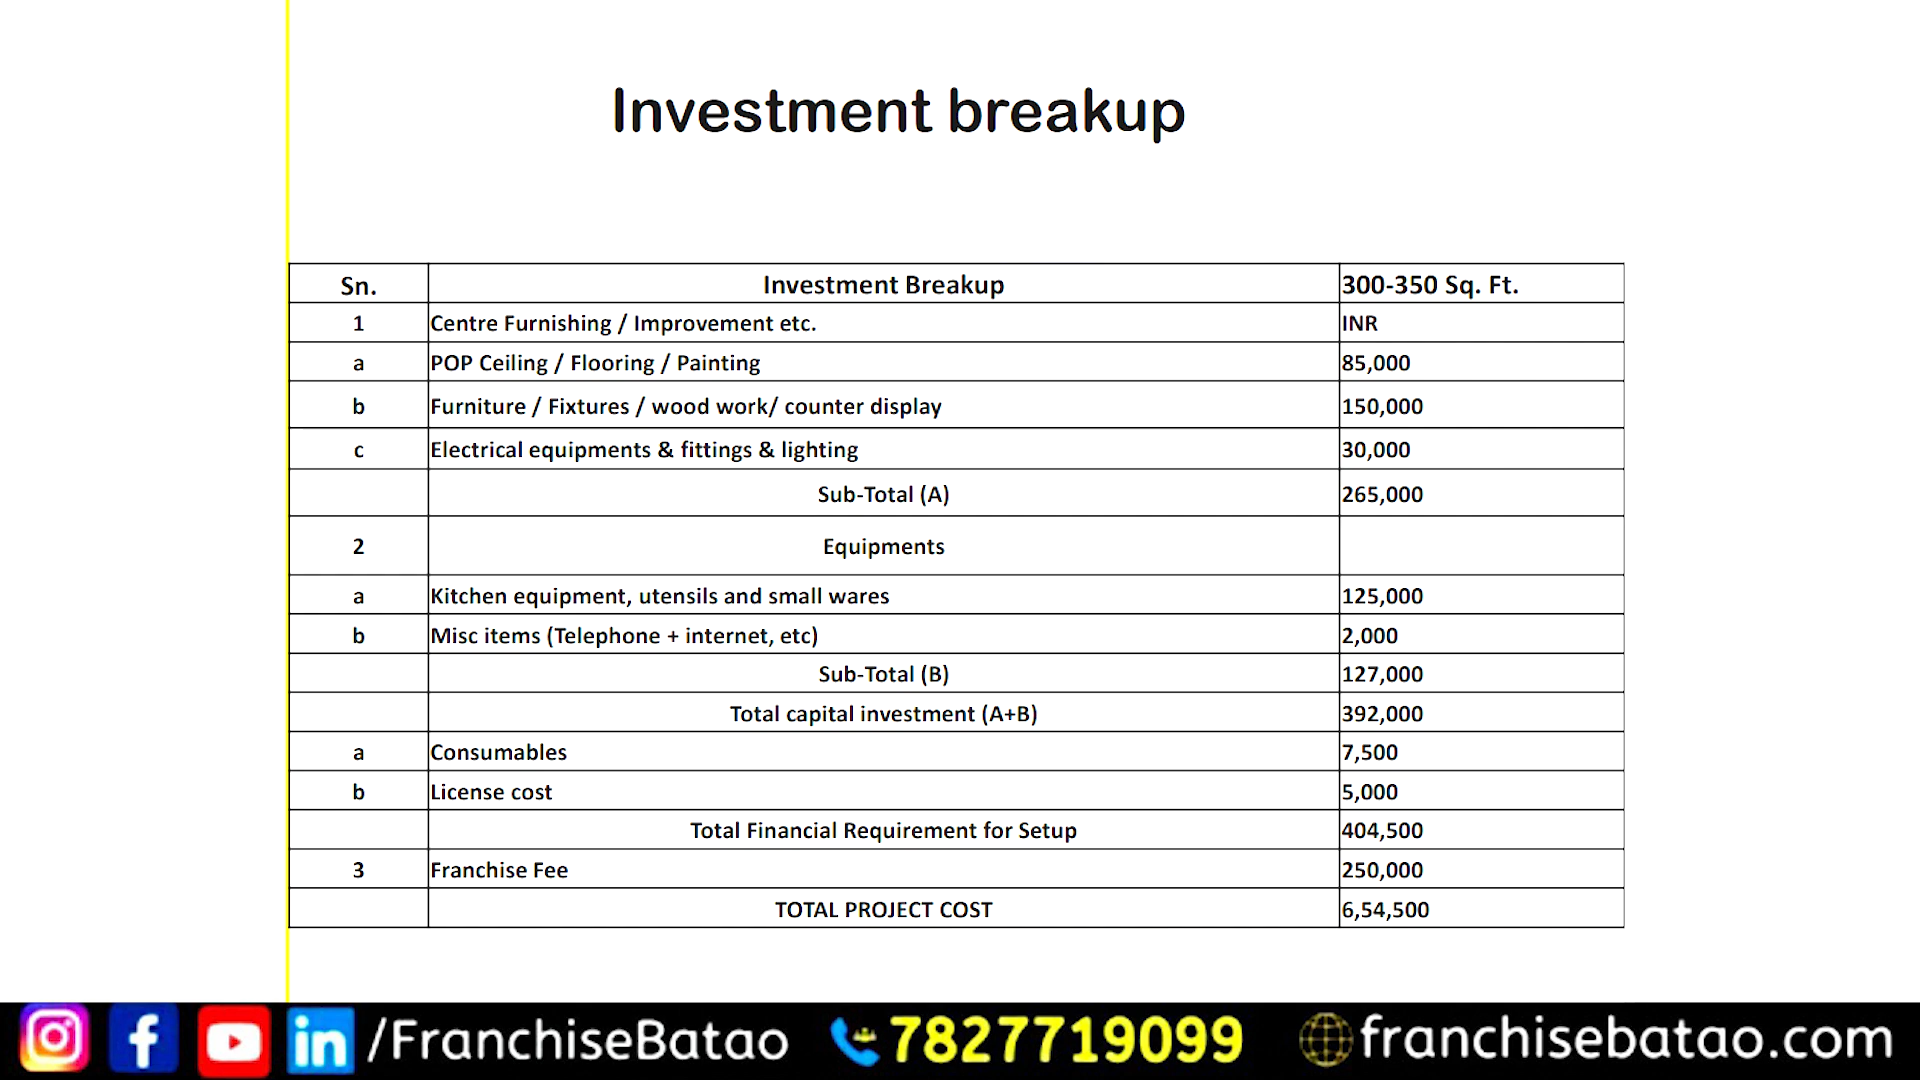 Investment breakup
Sn. Investment Breakup 300-350 Sq. Ft.
1 Centre Furnishing / Improvement etc. INR
a POP Ceiling / Flooring / Painting 85,000
b Furniture / Fixtures / wood work/ counter display 150,000
c Electrical equipments & fittings & lighting 30,000
Sub-Total (A) 265,000
2 Equipments
a Kitchen equipment, utensils and small wares 125,000
b Misc items (Telephone + internet, etc) 2,000
Sub-Total (B) 127,000
Total capital investment (A+B) 392,000
a Consumables 7,500
b License cost 5,000
Total Financial Requirement for Setup 404,500
3 Franchise Fee 250,000
TOTAL PROJECT COST 6,54,500
/FranchiseBatao 7827719099 franchisebatao.com